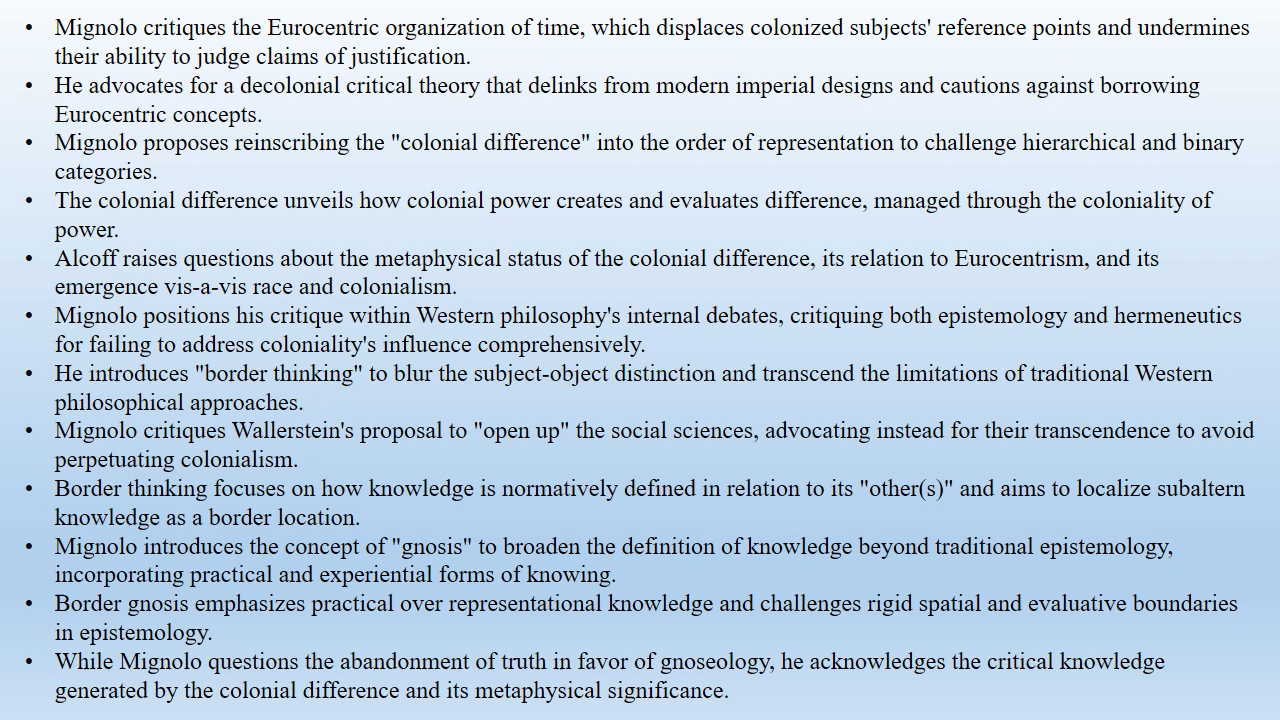 • Mignolo critiques the Eurocentric organization of time, which displaces colonized subjects' reference points and undermines
their ability to judge claims of justification.
• He advocates for a decolonial critical theory that delinks from modern imperial designs and cautions against borrowing
Eurocentric concepts.
• Mignolo proposes reinscribing the "colonial difference" into the order of representation to challenge hierarchical and binary
categories.
• The colonial difference unveils how colonial power creates and evaluates difference, managed through the coloniality of
power.
• Alcoff raises questions about the metaphysical status of the colonial difference, its relation to Eurocentrism, and its
emergence vis-a-vis race and colonialism.
• Mignolo positions his critique within Western philosophy's internal debates, critiquing both epistemology and hermeneutics
for failing to address coloniality's influence comprehensively.
• He introduces "border thinking" to blur the subject-object distinction and transcend the limitations of traditional Western
philosophical approaches.
• Mignolo critiques Wallerstein's proposal to "open up" the social sciences, advocating instead for their transcendence to avoid
perpetuating colonialism.
• Border thinking focuses on how knowledge is normatively defined in relation to its "other(s)" and aims to localize subaltern
knowledge as a border location.
• Mignolo introduces the concept of "gnosis" to broaden the definition of knowledge beyond traditional epistemology,
incorporating practical and experiential forms of knowing.
• Border gnosis emphasizes practical over representational knowledge and challenges rigid spatial and evaluative boundaries
in epistemology.
• While Mignolo questions the abandonment of truth in favor of gnoseology, he acknowledges the critical knowledge
generated by the colonial difference and its metaphysical significance.